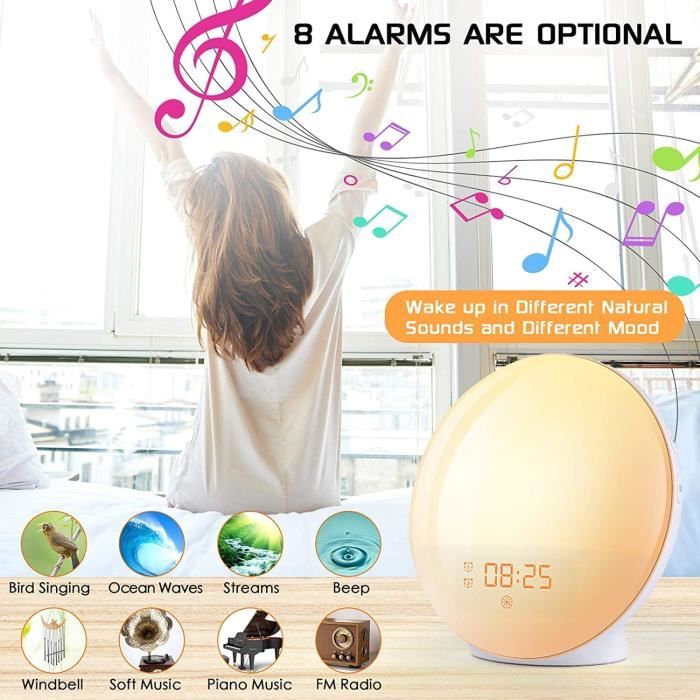 8 ALARMS ARE OPTIONAL
Wake up in Different Natural
Sounds and Different Mood
08:25
Bird Singing
Ocean Waves
Streams
Beep
Windbell
Soft Music
Piano Music
FM Radio